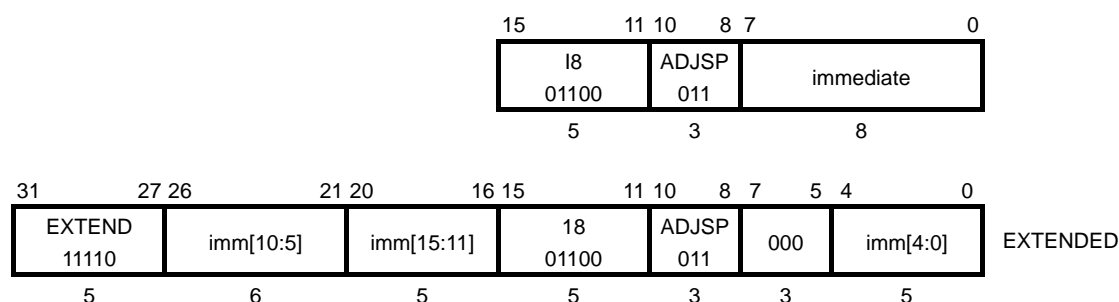 15 11 10 8 7 0
I8 ADJSP immediate
01100 011
5 3 8
31 27 26 21 20 16 15 11 10 8 7 5 4 0
EXTEND imm[10:5] imm[15:11] 18 ADJSP 000 imm[4:0] EXTENDED
11110 01100 011
5 6 5 5 3 3 5